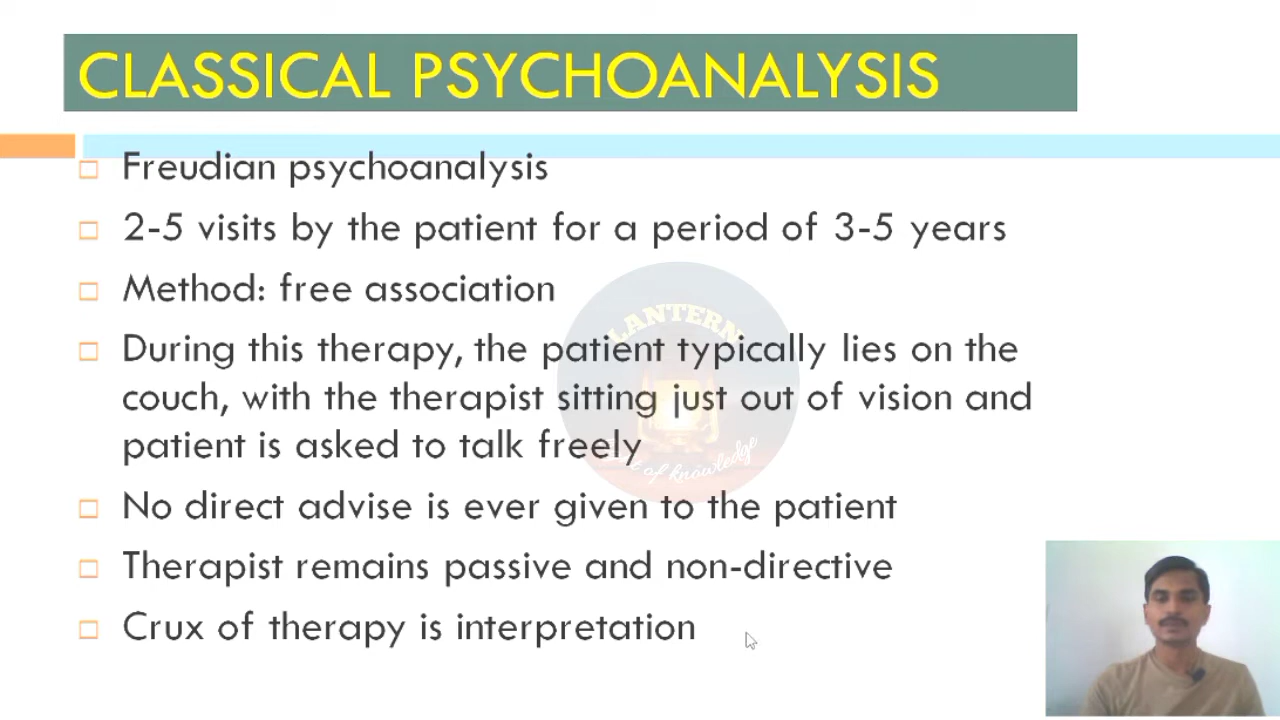 CLASSICAL PSYCHOANALYSIS
Freudian psychoanalysis
2-5 visits by the patient for a period of 3-5 years
Method: free association
LANTERN
During this therapy, the patient typically lies on the
couch, with the therapist sitting just out of vision and
patient is asked to talk freely
of knowledge
No direct advise is ever given to the patient
Therapist remains passive and non-directive
Crux of therapy is interpretation